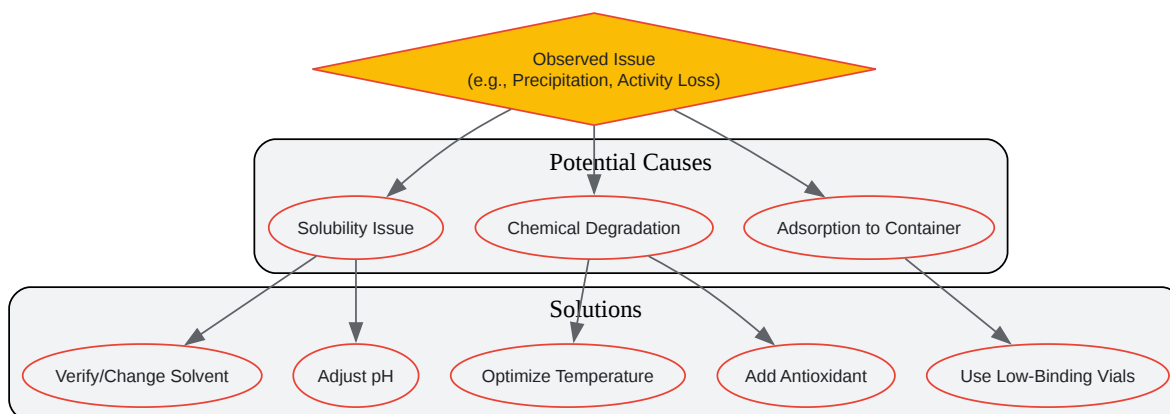 Observed Issue
(e.g., Precipitation, Activity Loss)
Potential Causes
Solubility Issue
Chemical Degradation
Adsorption to Container
Solutions
Verify/Change Solvent
Adjust pH
Optimize Temperature
Add Antioxidant
Use Low-Binding Vials